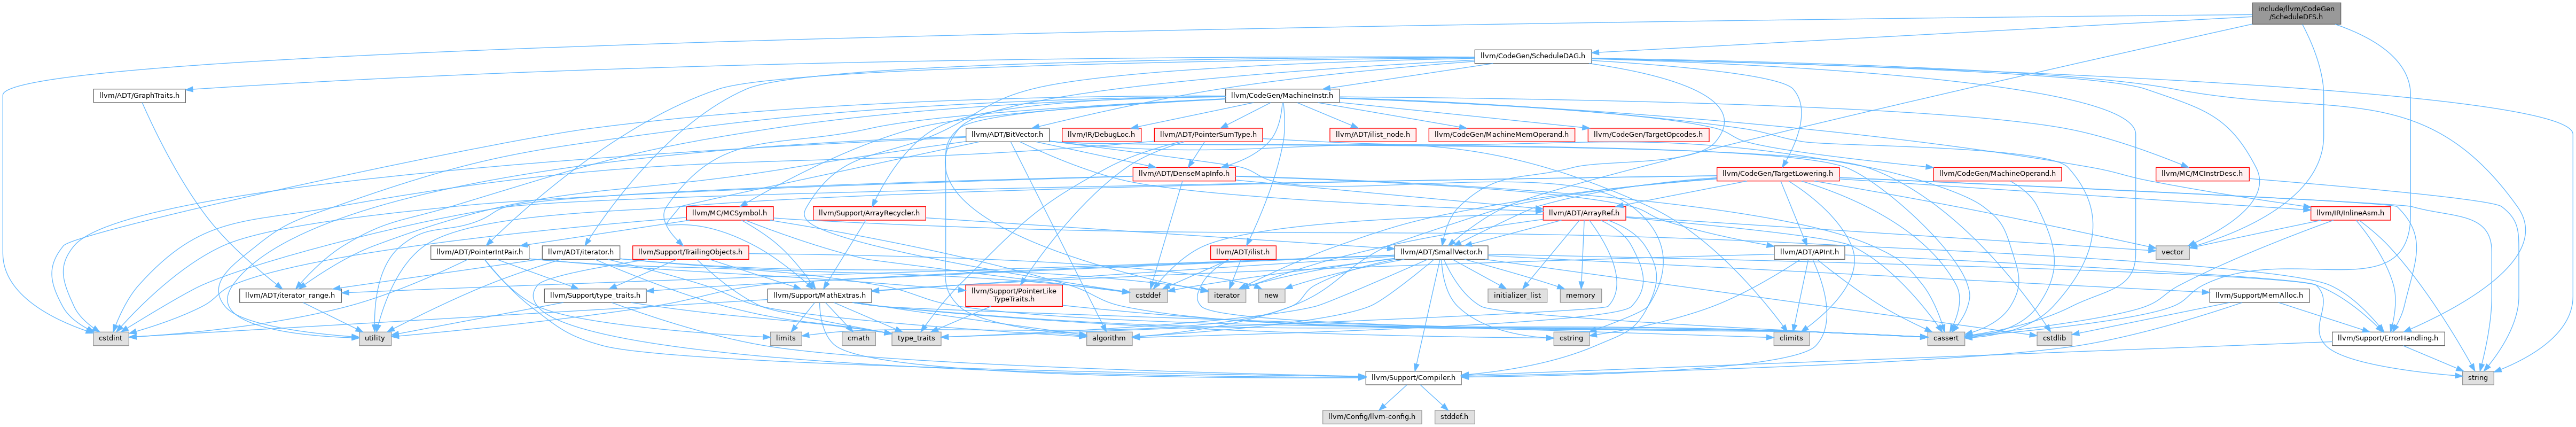 include/llvm/CodeGen
/ScheduleDFS.h
llvm/CodeGen/ScheduleDAG.h
llvm/ADT/GraphTraits.h
llvm/CodeGen/MachineInstr.h
llvm/ADT/BitVector.h
llvm/IR/DebugLoc.h
llvm/ADT/PointerSumType.h
llvm/ADT/ilist_node.h
llvm/CodeGen/MachineMemOperand.h
llvm/CodeGen/TargetOpcodes.h
llvm/ADT/DenseMapInfo.h
llvm/CodeGen/TargetLowering.h
llvm/CodeGen/MachineOperand.h
llvm/MC/MCInstrDesc.h
llvm/MC/MCSymbol.h
llvm/Support/ArrayRecycler.h
llvm/ADT/ArrayRef.h
llvm/IR/InlineAsm.h
llvm/ADT/PointerIntPair.h
llvm/ADT/iterator.h
llvm/Support/TrailingObjects.h
llvm/ADT/ilist.h
llvm/ADT/SmallVector.h
llvm/ADT/APInt.h
vector
llvm/ADT/iterator_range.h
llvm/Support/type_traits.h
llvm/Support/MathExtras.h
llvm/Support/PointerLike
TypeTraits.h
cstddef
iterator
new
initializer_list
memory
llvm/Support/MemAlloc.h
cstdint
utility
limits
cmath
type_traits
algorithm
cstring
climits
cassert
cstdlib
llvm/Support/ErrorHandling.h
llvm/Support/Compiler.h
string
llvm/Config/llvm-config.h
stddef.h